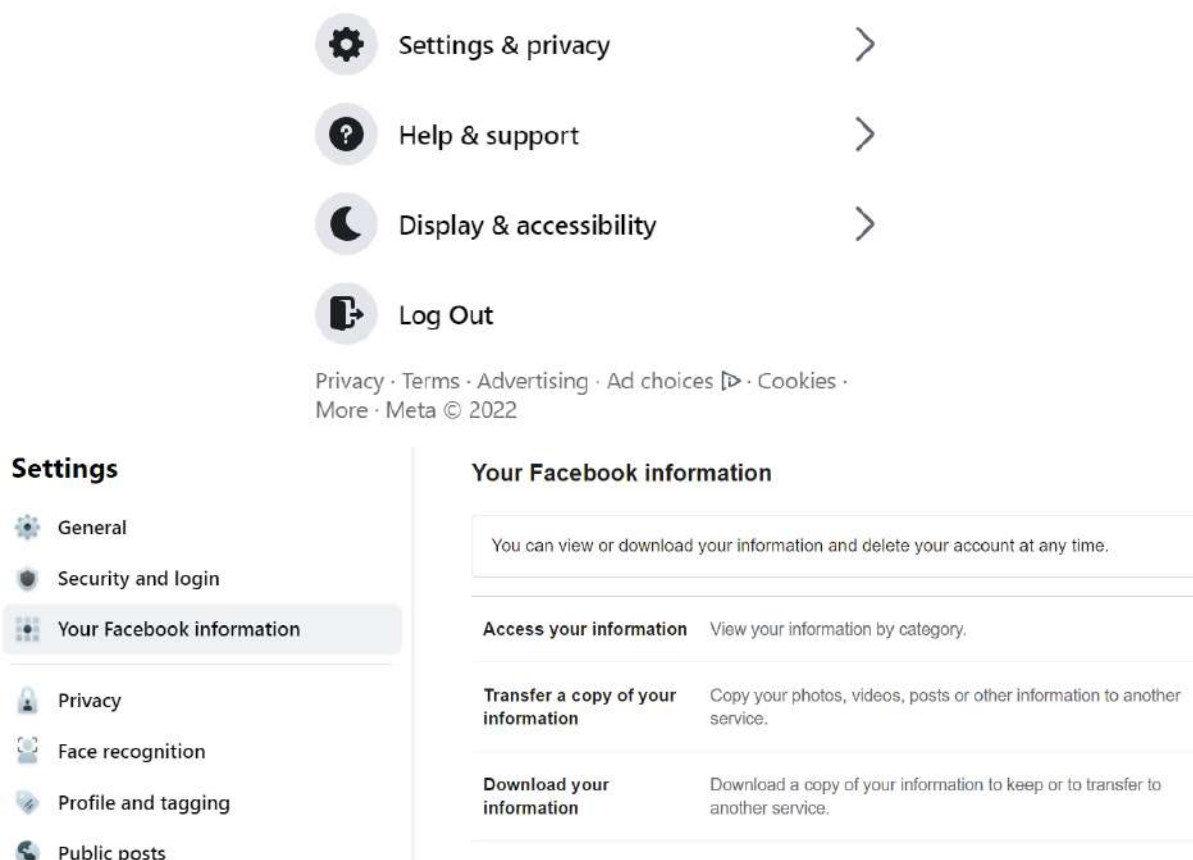 Settings & privacy
Help & support
Display & accessibility
Log Out
Privacy · Terms · Advertising · Ad choices · Cookies ·
More · Meta © 2022
Settings
General
Security and login
Your Facebook information
Privacy
Face recognition
Profile and tagging
Public posts
Your Facebook information
You can view or download your information and delete your account at any time.
Access your information View your information by category.
Transfer a copy of your
information
Copy your photos, videos, posts or other information to another
service.
Download your
information
Download a copy of your information to keep or to transfer to
another service.